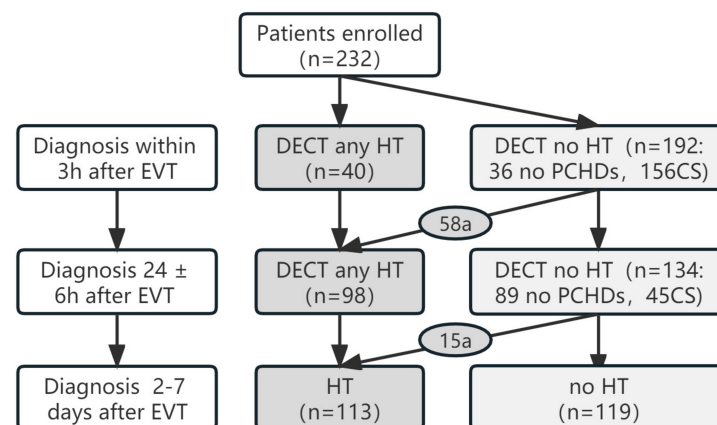 Patients enrolled
(n=232)
Diagnosis within
3h after EVT
DECT any HT
(n=40)
DECT no HT (n=192:
36 no PCHDs, 156CS)
58a
Diagnosis 24 ±
6h after EVT
DECT any HT
(n=98)
DECT no HT (n=134:
89 no PCHDs, 45CS)
15a
Diagnosis 2-7
days after EVT
HT
(n=113)
no HT
(n=119)